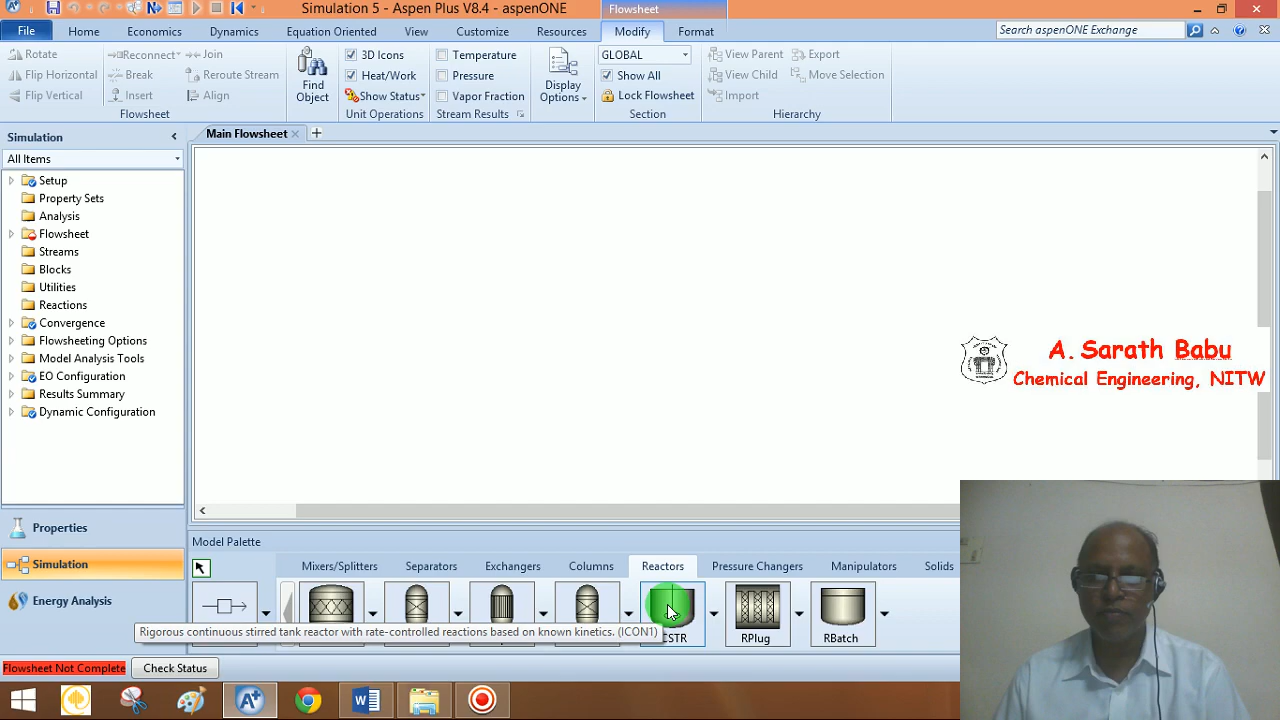 Simulation 5 - Aspen Plus V8.4 - aspenONE
Flowsheet
File Home Economics Dynamics Equation Oriented View Customize Resources Modify Format Search aspenONE Exchange
Rotate Reconnect Join 3D Icons Temperature GLOBAL View Parent Export
Flip Horizontal Break Reroute Stream Find Object Heat/Work Pressure Display Options Show All View Child Move Selection
Flip Vertical Insert Align Show Status Vapor Fraction Lock Flowsheet Import
Flowsheet Unit Operations Stream Results Section Hierarchy
Simulation
Main Flowsheet
All Items
Setup
Property Sets
Analysis
Flowsheet
Streams
Blocks
Utilities
Reactions
Convergence
Flowsheeting Options
Model Analysis Tools
EO Configuration
Results Summary
Dynamic Configuration
A. Sarath Babu
Chemical Engineering, NITW
Properties
Simulation
Energy Analysis
Model Palette
Mixers/Splitters Separators Exchangers Columns Reactors Pressure Changers Manipulators Solids
Rigorous continuous stirred tank reactor with rate-controlled reactions based on known kinetics. (ICON1)
CSTR RPlug RBatch
Flowsheet Not Complete Check Status